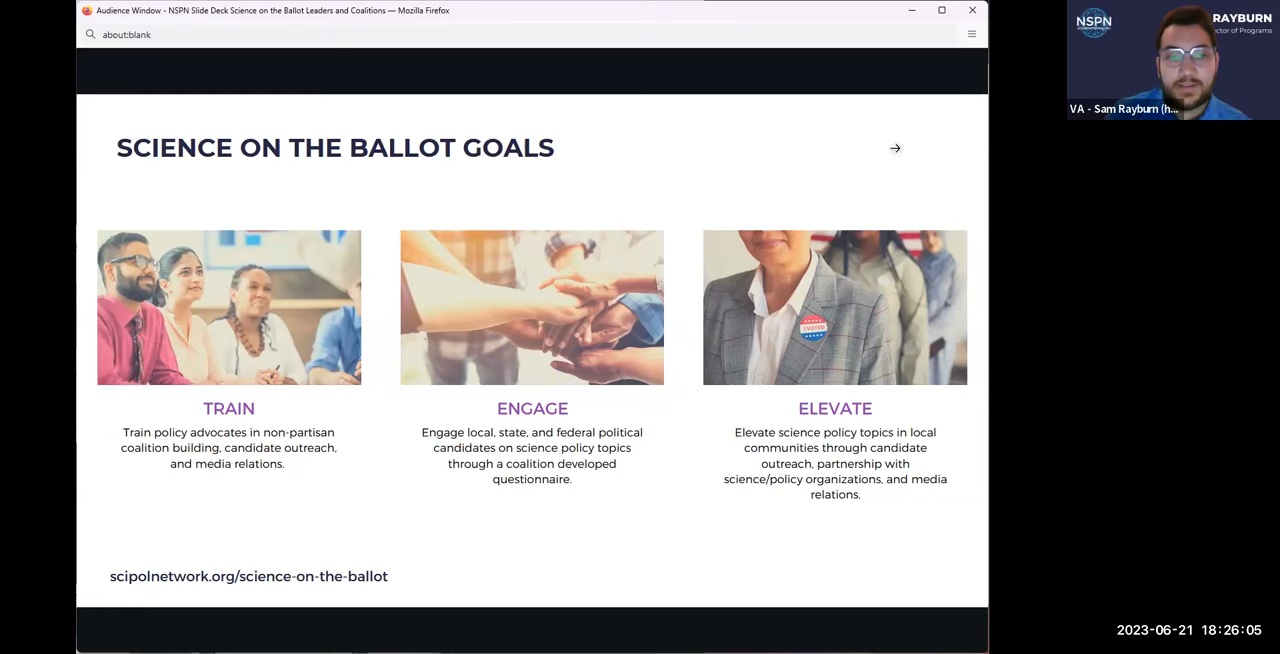 Audience Window - NSPN Slide Deck Science on the Ballot Leaders and Coalitions — Mozilla Firefox
about:blank
SCIENCE ON THE BALLOT GOALS
I VOTED
TRAIN
Train policy advocates in non-partisan
coalition building, candidate outreach,
and media relations.
ENGAGE
Engage local, state, and federal political
candidates on science policy topics
through a coalition developed
questionnaire.
ELEVATE
Elevate science policy topics in local
communities through candidate
outreach, partnership with
science/policy organizations, and media
relations.
scipolnetwork.org/science-on-the-ballot
NSPN
RAYBURN
ctor of Programs
VA - Sam Rayburn (h...
2023-06-21 18:26:05